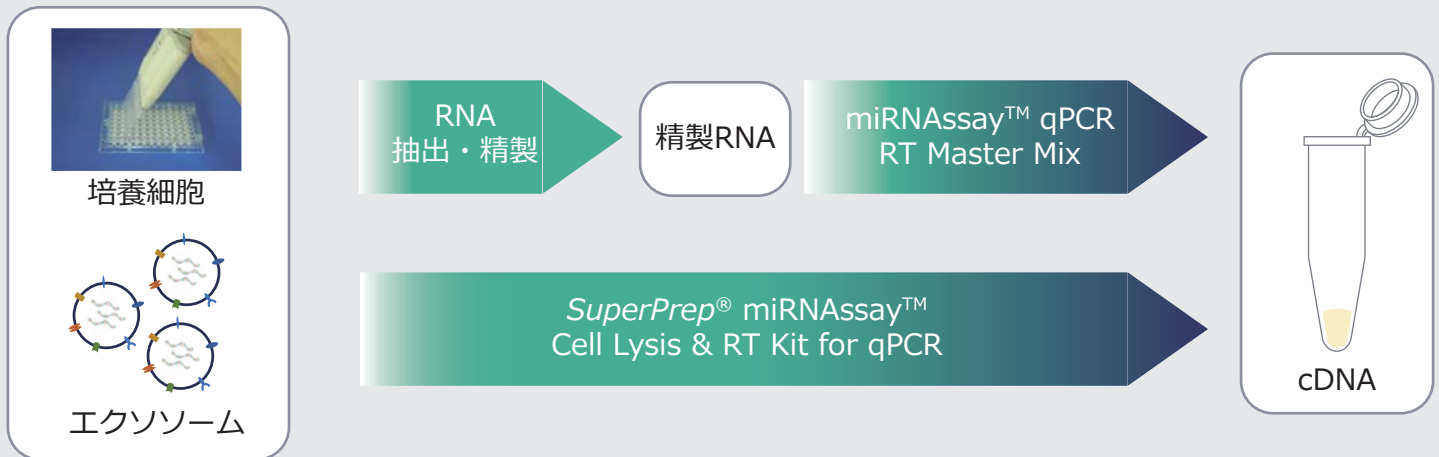 培養細胞
エクソソーム
RNA
抽出・精製
精製RNA
miRNAssay™ qPCR
RT Master Mix
SuperPrep® miRNAssay™
Cell Lysis & RT Kit for qPCR
cDNA